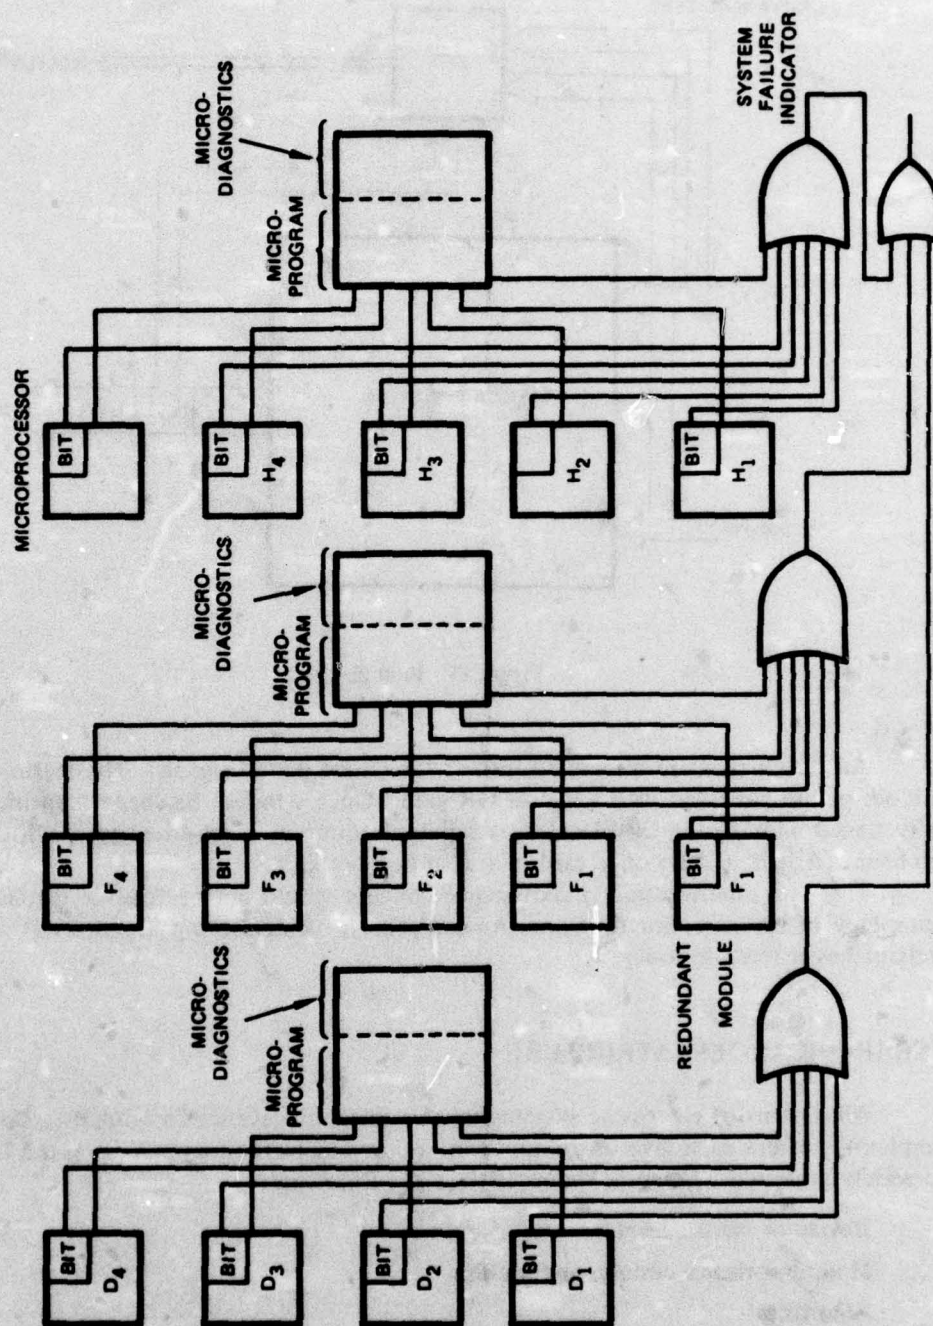 MICROPROCESSOR
BIT
BIT
H4
BIT
H3
H2
BIT
H1
MICRO-
PROGRAM
MICRO-
DIAGNOSTICS
SYSTEM
FAILURE
INDICATOR
BIT
F4
BIT
F3
BIT
F2
BIT
F1
BIT
F1
REDUNDANT
MODULE
MICRO-
PROGRAM
MICRO-
DIAGNOSTICS
BIT
D4
BIT
D3
BIT
D2
BIT
D1
MICRO-
PROGRAM
MICRO-
DIAGNOSTICS